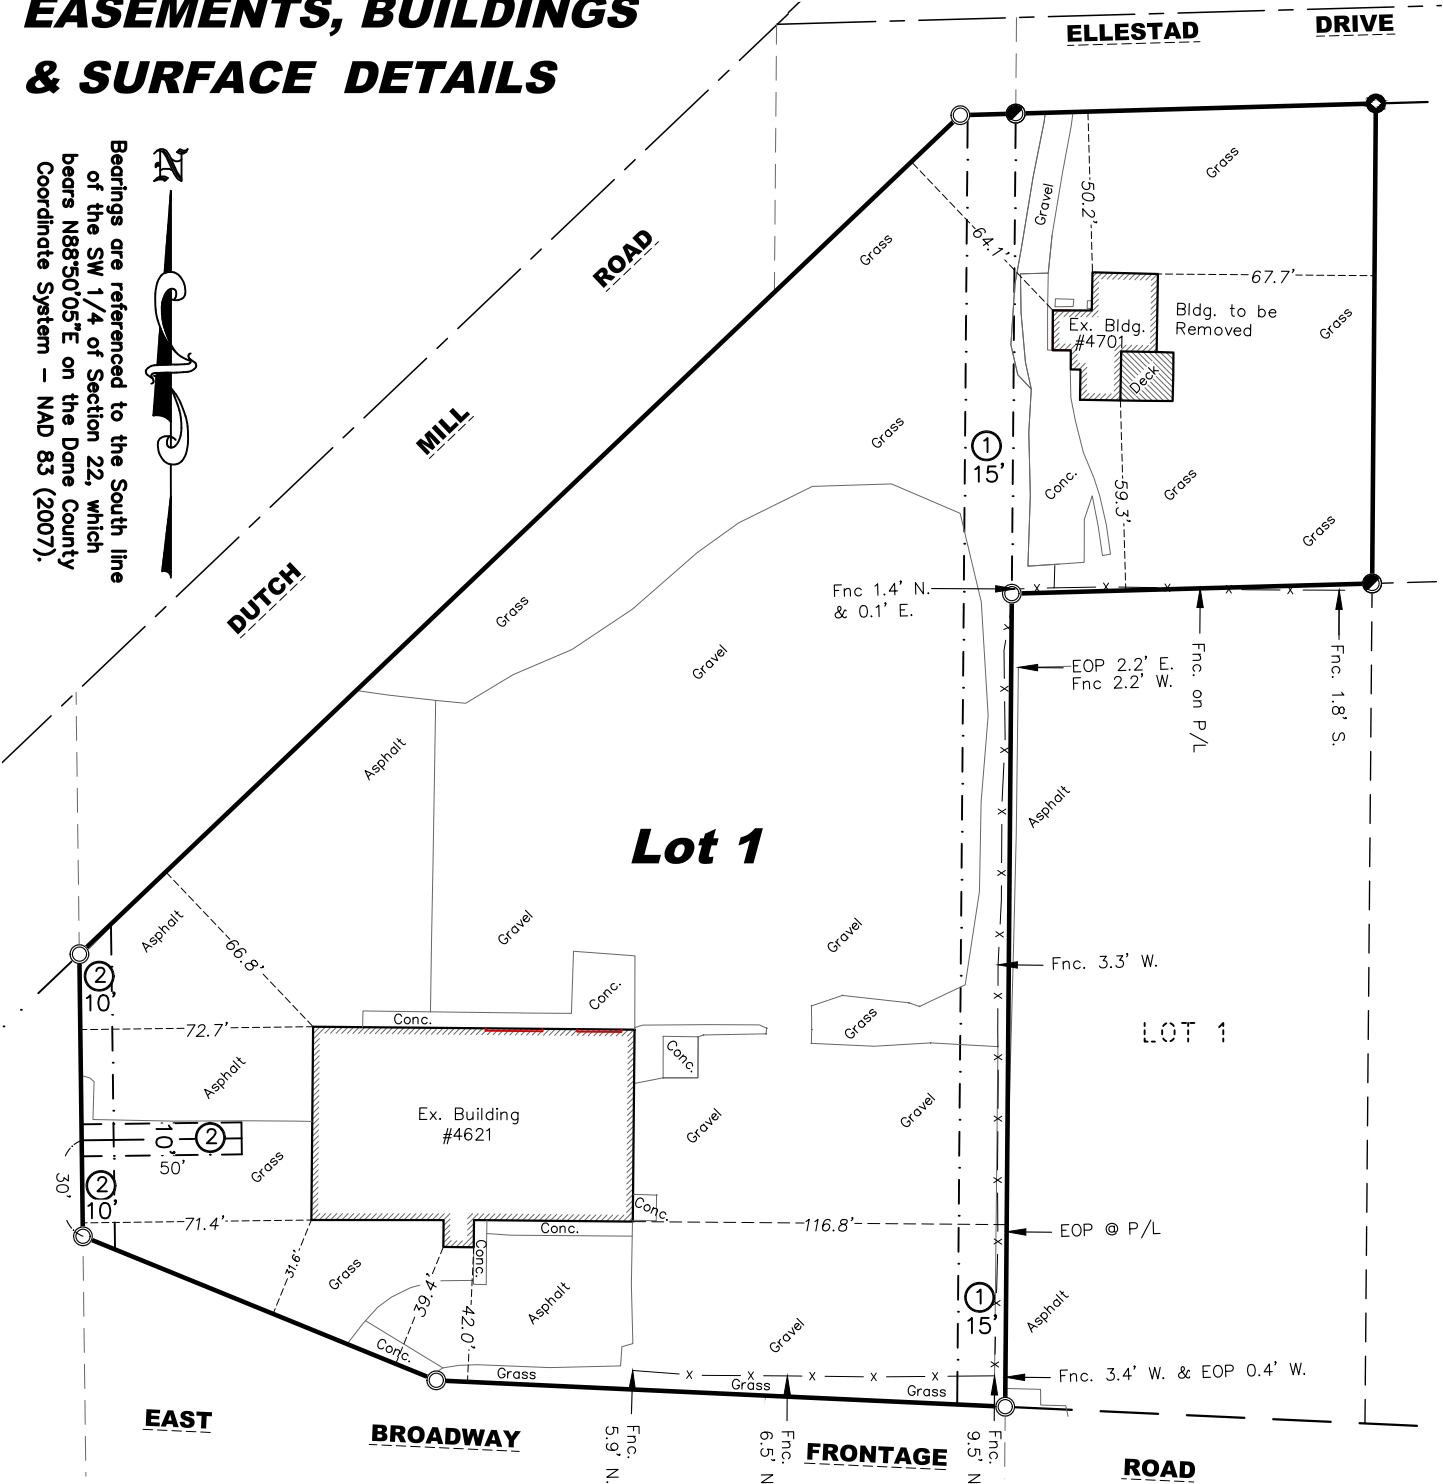 EASEMENTS, BUILDINGS
& SURFACE DETAILS
N
Bearings are referenced to the South line
of the SW 1/4 of Section 22, which
bears N88°50'05"E on the Dane County
Coordinate System - NAD 83 (2007).
ELLESTAD DRIVE
DUTCH MILL ROAD
Grass
Grass
Gravel
50.2'
64.1'
67.7'
Bldg. to be
Removed
Ex. Bldg.
#4701
Deck
Grass
Grass
1
15'
Conc.
59.3'
Grass
Grass
Fnc 1.4' N.
& 0.1' E.
Grass
Gravel
EOP 2.2' E.
Fnc 2.2' W.
Fnc. on P/L
Fnc. 1.8' S.
Asphalt
Asphalt
Lot 1
Asphalt
66.8'
Gravel
Gravel
Fnc. 3.3' W.
2
10'
Conc.
Conc.
Grass
72.7'
LOT 1
Conc.
Asphalt
Ex. Building
#4621
Gravel
Gravel
10'
2
50'
Grass
30'
2
10'
71.4'
Conc.
Conc.
116.8'
EOP @ P/L
31.6'
Grass
Conc.
39.4'
42.0'
Asphalt
1
15'
Asphalt
Gravel
Conc.
Grass
Grass
Grass
Fnc. 3.4' W. & EOP 0.4' W.
Fnc.
5.9' N.
Fnc.
6.5' N
Fnc.
9.5' N
EAST BROADWAY FRONTAGE ROAD